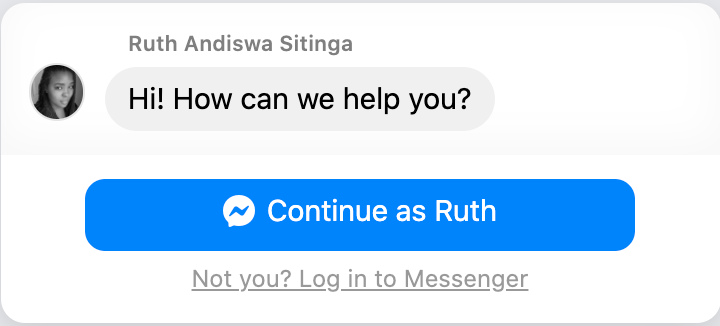 Ruth Andiswa Sitinga
Hi! How can we help you?
Continue as Ruth
Not you? Log in to Messenger